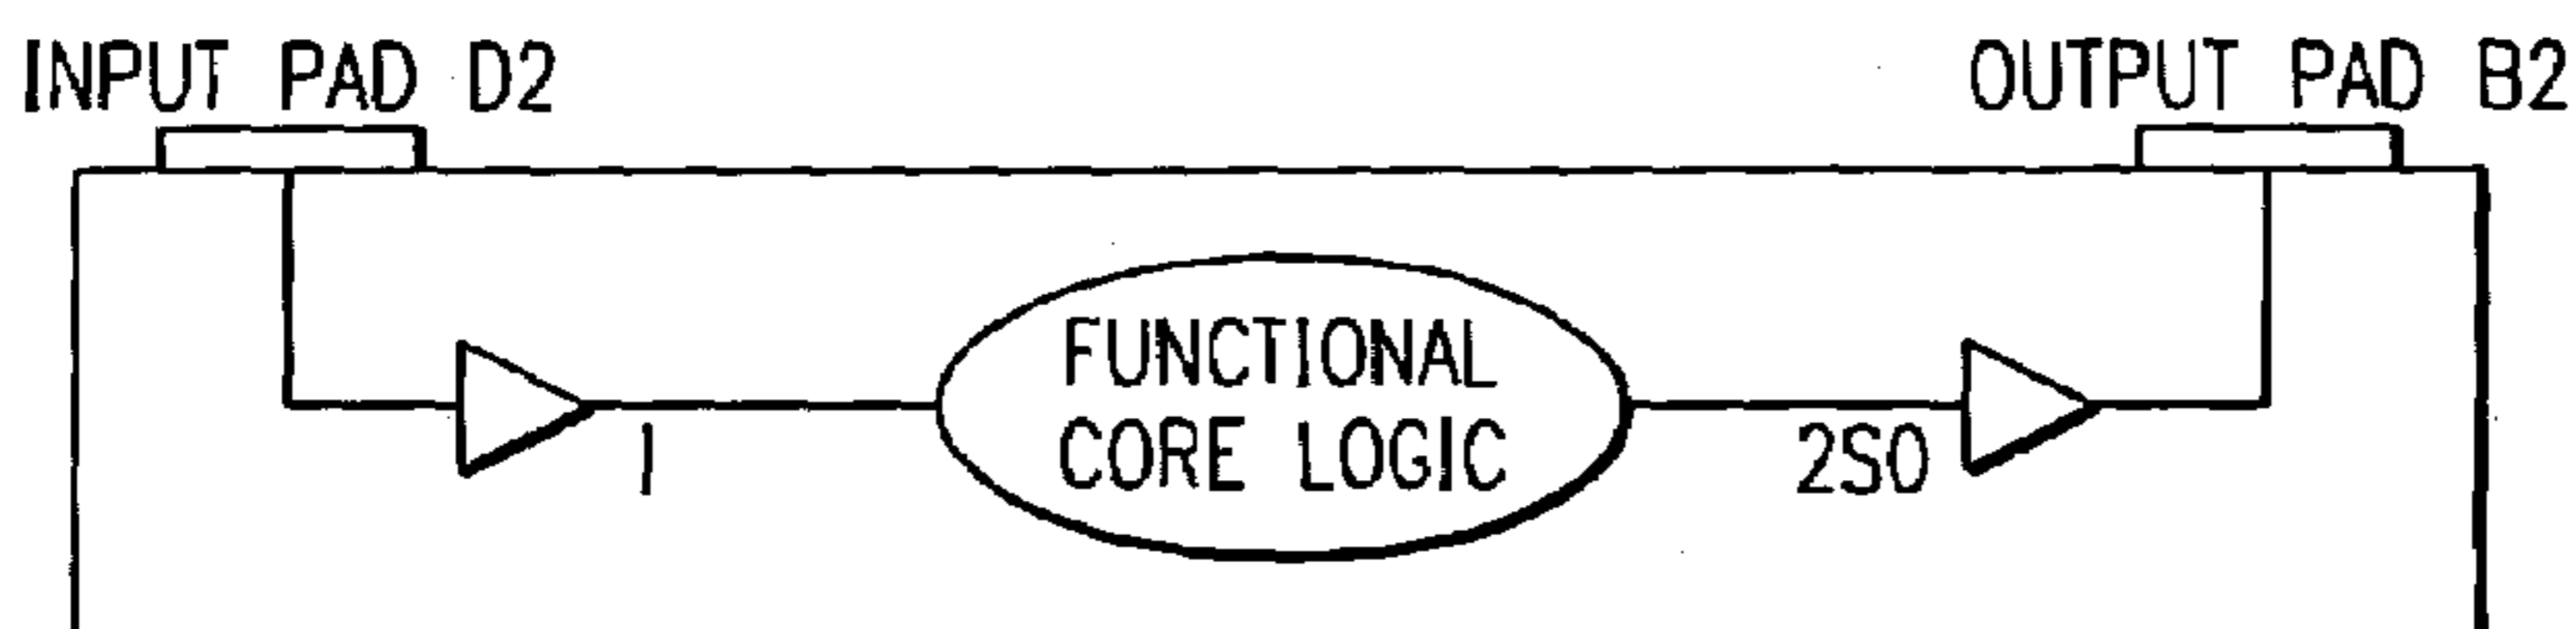 INPUT PAD D2
OUTPUT PAD B2
FUNCTIONAL
CORE LOGIC
I
2SO